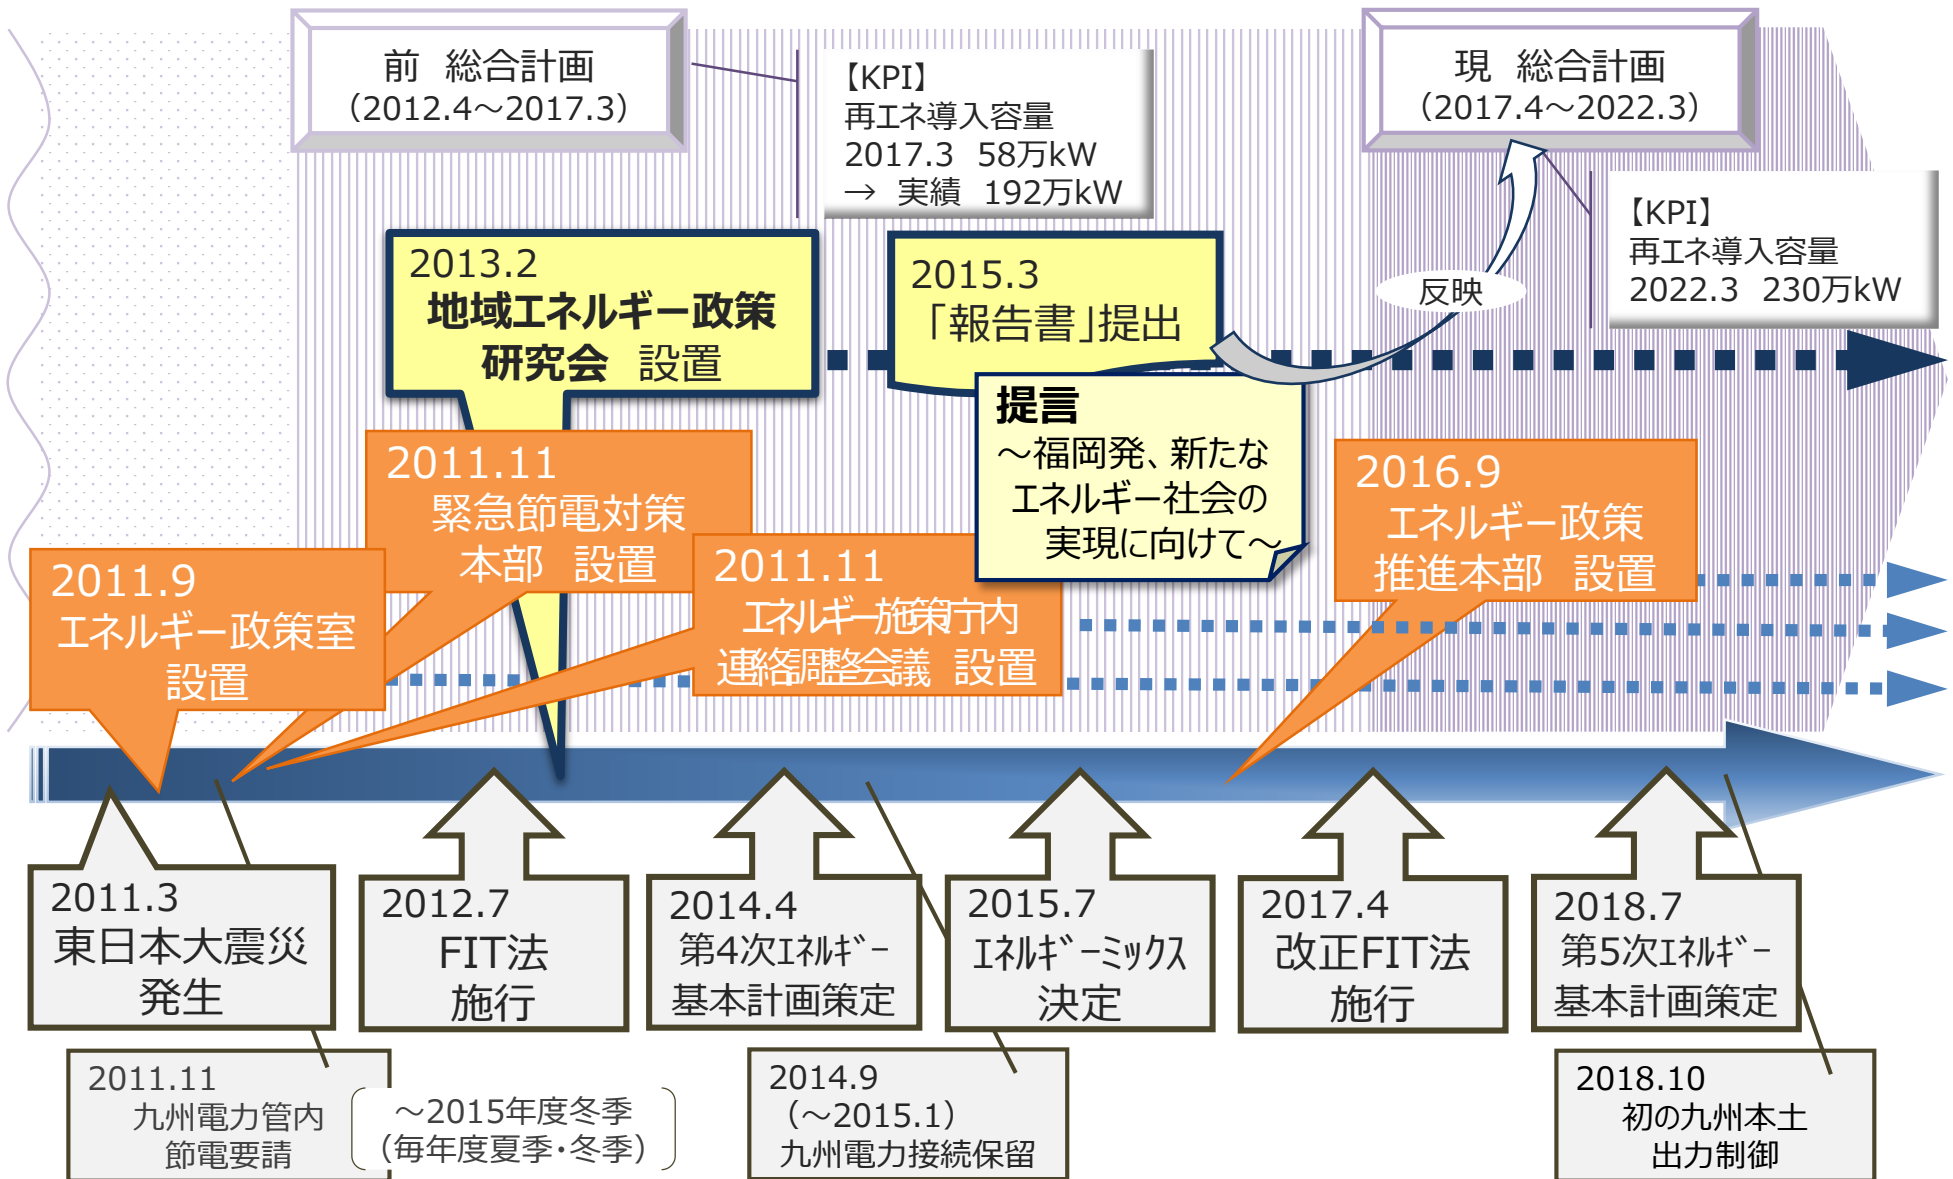 前　総合計画
（2012.4～2017.3）
【KPI】
再エネ導入容量
2017.3　58万kW
→　実績　192万kW
現　総合計画
（2017.4～2022.3）
【KPI】
再エネ導入容量
2022.3　230万kW
2013.2
地域エネルギー政策
研究会　設置
2015.3
「報告書」提出
反映
提言
～福岡発、新たな
エネルギー社会の
実現に向けて～
2011.9
エネルギー政策室
設置
2011.11
緊急節電対策
本部　設置
2011.11
エネルギー施策庁内
連絡調整会議　設置
2016.9
エネルギー政策
推進本部　設置
2011.3
東日本大震災
発生
2012.7
FIT法
施行
2014.4
第4次ｴﾈﾙｷﾞｰ
基本計画策定
2015.7
ｴﾈﾙｷﾞｰミックス
決定
2017.4
改正FIT法
施行
2018.7
第5次ｴﾈﾙｷﾞｰ
基本計画策定
2011.11
九州電力管内
節電要請
～2015年度冬季
（毎年度夏季・冬季）
2014.9
（～2015.1）
九州電力接続保留
2018.10
初の九州本土
出力制御